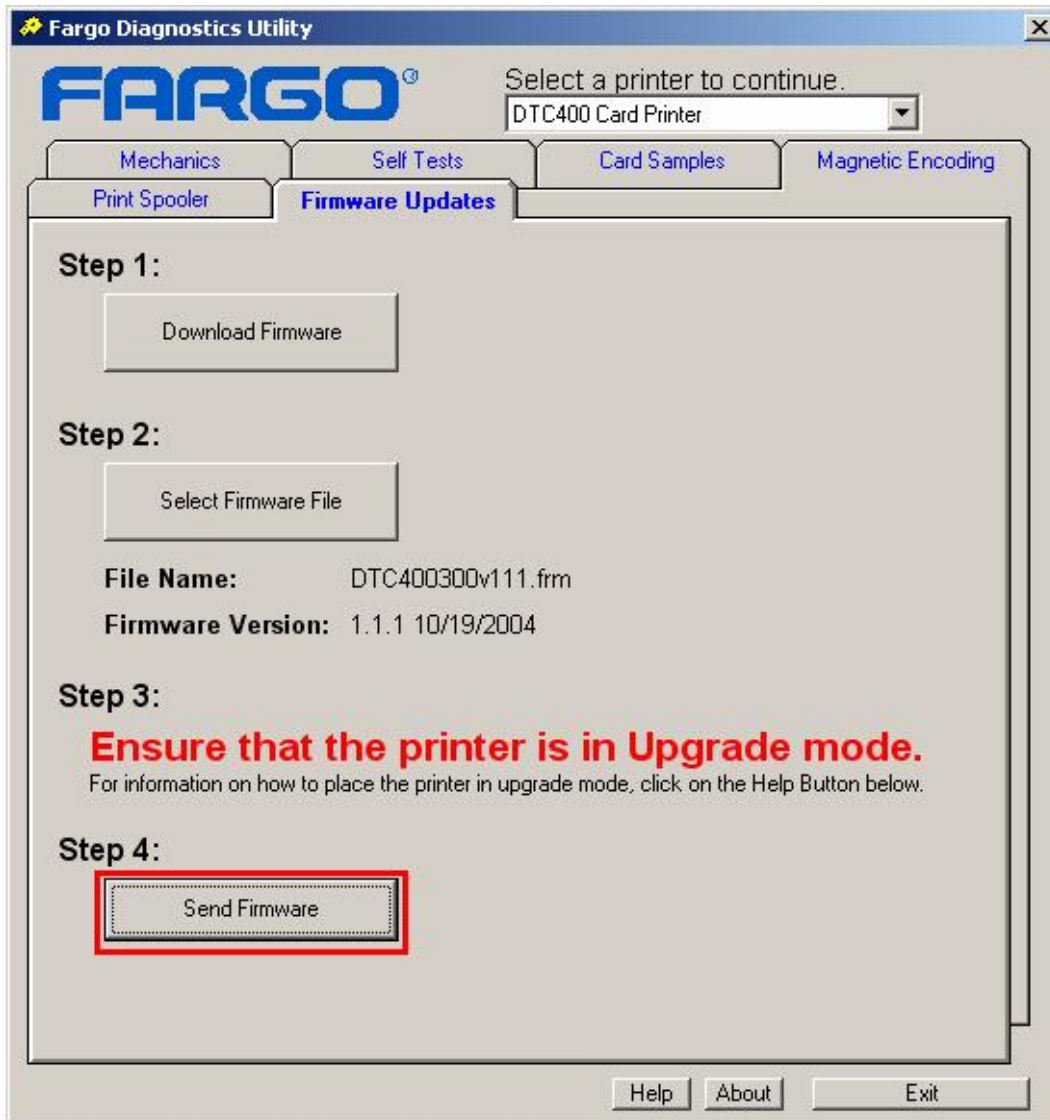 Fargo Diagnostics Utility
FARGO®
Select a printer to continue.
DTC400 Card Printer
Mechanics
Self Tests
Card Samples
Magnetic Encoding
Print Spooler
Firmware Updates
Step 1:
Download Firmware
Step 2:
Select Firmware File
File Name: DTC400300v111.frm
Firmware Version: 1.1.1 10/19/2004
Step 3:
Ensure that the printer is in Upgrade mode.
For information on how to place the printer in upgrade mode, click on the Help Button below.
Step 4:
Send Firmware
Help
About
Exit